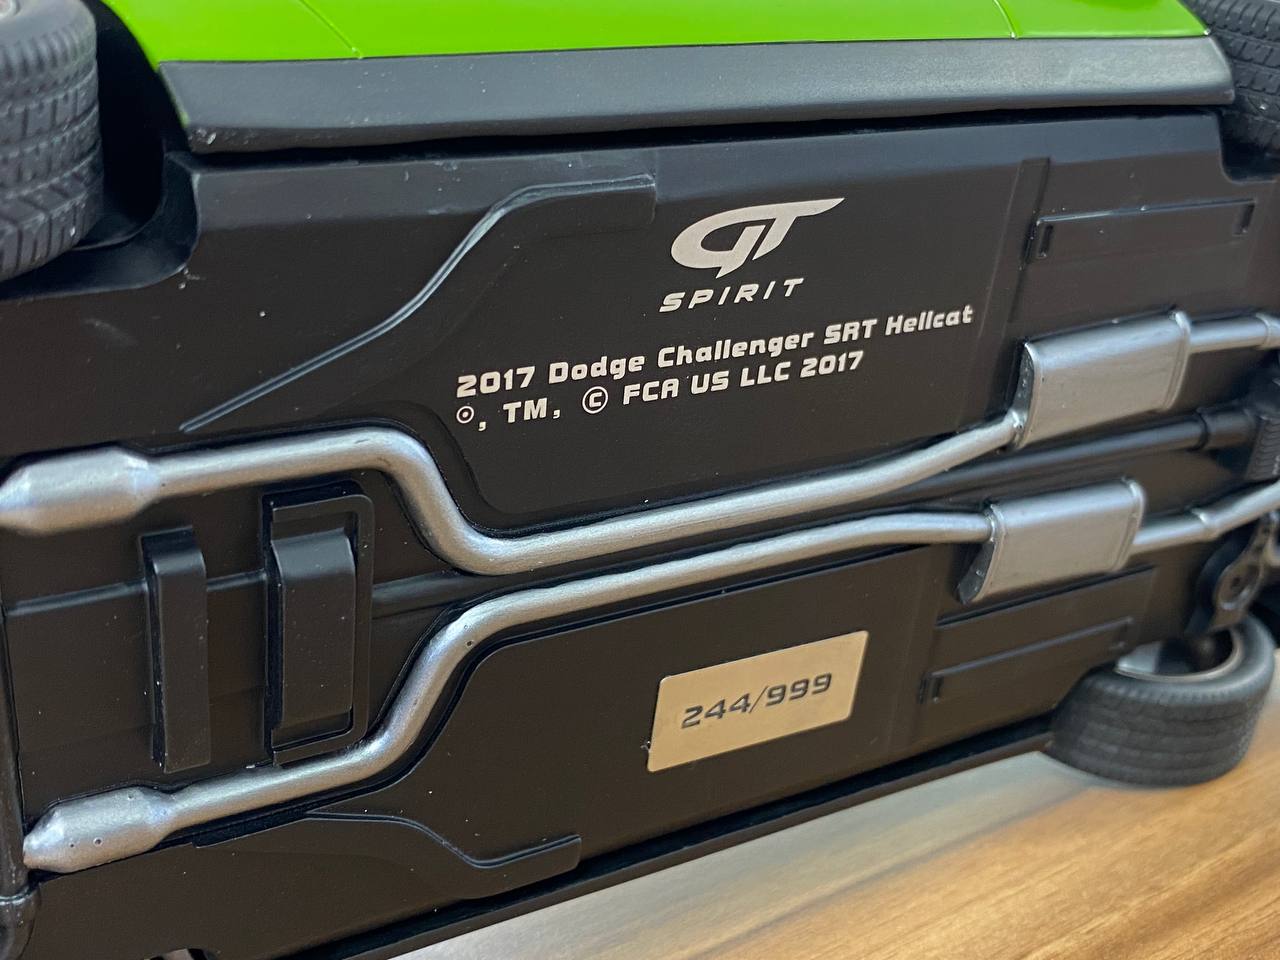 GT
SPIRIT
2017 Dodge Challenger SRT Hellcat
®, TM, © FCA US LLC 2017
244/999